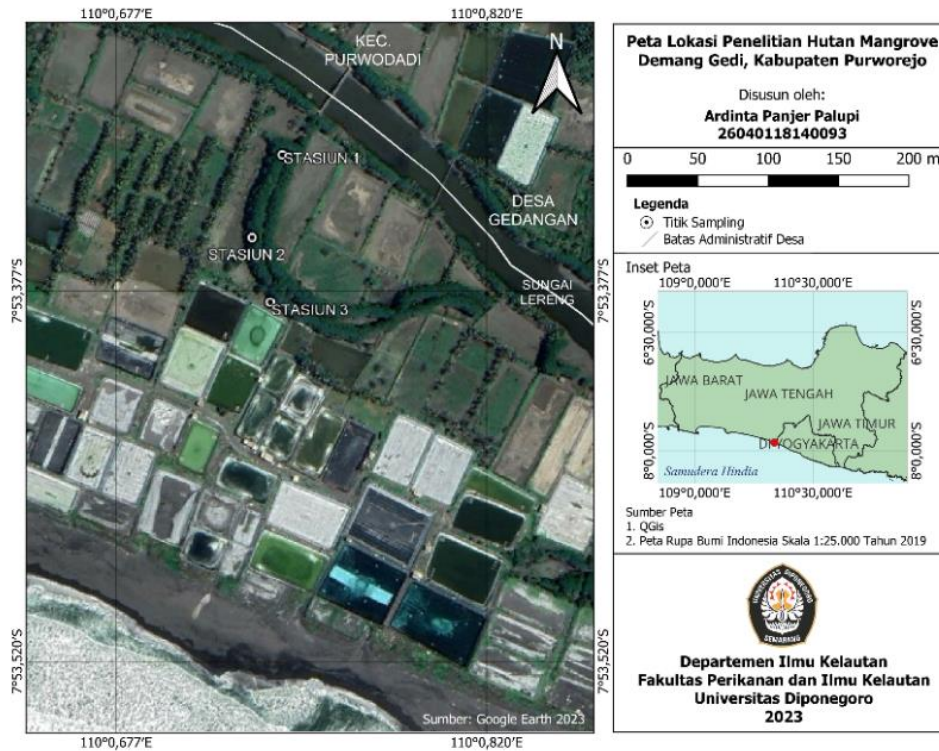 110°0,677'E
110°0,820'E
7°53,377'S
7°53,520'S
7°53,377'S
7°53,520'S
110°0,677'E
110°0,820'E
KEC.
PURWODADI
N
STASIUN 1
DESA
GEDANGAN
STASIUN 2
SUNGAI
LERENG
STASIUN 3
Sumber: Google Earth 2023
Peta Lokasi Penelitian Hutan Mangrove
Demang Gedi, Kabupaten Purworejo
Disusun oleh:
Ardinta Panjer Palupi
26040118140093
0 50 100 150 200 m
Legenda
Titik Sampling
Batas Administratif Desa
Inset Peta
109°0,000'E 110°30,000'E
6°30,000'S
8°0,000'S
6°30,000'S
8°0,000'S
JAWA BARAT
JAWA TENGAH
JAWA TIMUR
DI YOGYAKARTA
Samudera Hindia
109°0,000'E 110°30,000'E
Sumber Peta
1. QGIs
2. Peta Rupa Bumi Indonesia Skala 1:25.000 Tahun 2019
UNIVERSITAS DIPONEGORO
SEMARANG
Departemen Ilmu Kelautan
Fakultas Perikanan dan Ilmu Kelautan
Universitas Diponegoro
2023